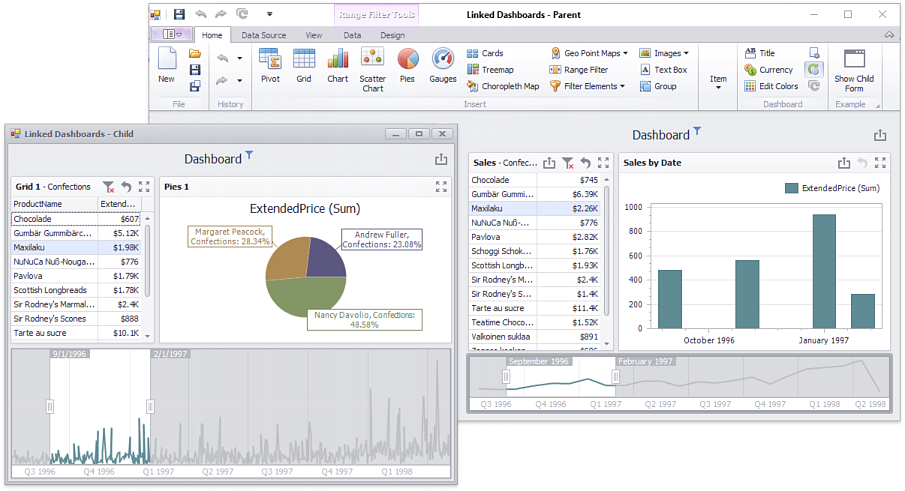 Range Filter Tools
Linked Dashboards - Parent
Home
Data Source
View
Data
Design
New
File
History
Pivot
Grid
Chart
Scatter
Chart
Pies
Gauges
Cards
Treemap
Choropleth Map
Geo Point Maps
Range Filter
Filter Elements
Images
Text Box
Group
Insert
Item
Title
Currency
Edit Colors
Dashboard
Show Child
Form
Example
Linked Dashboards - Child
Dashboard
Grid 1 - Confections
ProductName Extend...
Chocolade $607
Gumbär Gummibärc... $5.12K
Maxilaku $1.98K
NuNuCa Nuß-Nouga... $776
Pavlova $1.79K
Scottish Longbreads $1.78K
Sir Rodney's Marmal... $2.4K
Sir Rodney's Scones $888
Tarte au sucre $10.1K
Pies 1
ExtendedPrice (Sum)
Margaret Peacock,
Confections: 28.34%
Andrew Fuller,
Confections: 23.08%
Nancy Davolio, Confections:
48.58%
9/1/1996
2/1/1997
Q3 1996 Q4 1996 Q1 1997 Q2 1997 Q3 1997 Q4 1997 Q1 1998
Dashboard
Sales - Confec...
Chocolade $745
Gumbär Gummi... $6.39K
Maxilaku $2.26K
NuNuCa Nuß-... $776
Pavlova $2.82K
Schoggi Schok... $1.76K
Scottish Longb... $1.93K
Sir Rodney's M... $2.4K
Sir Rodney's S... $1.4K
Tarte au sucre $11.4K
Teatime Choco... $1.52K
Valkoinen suklaa $891
Sales by Date
ExtendedPrice (Sum)
1000
800
600
400
200
0
October 1996
January 1997
September 1996
February 1997
Q3 1996 Q4 1996 Q1 1997 Q2 1997 Q3 1997 Q4 1997 Q1 1998 Q2 1998